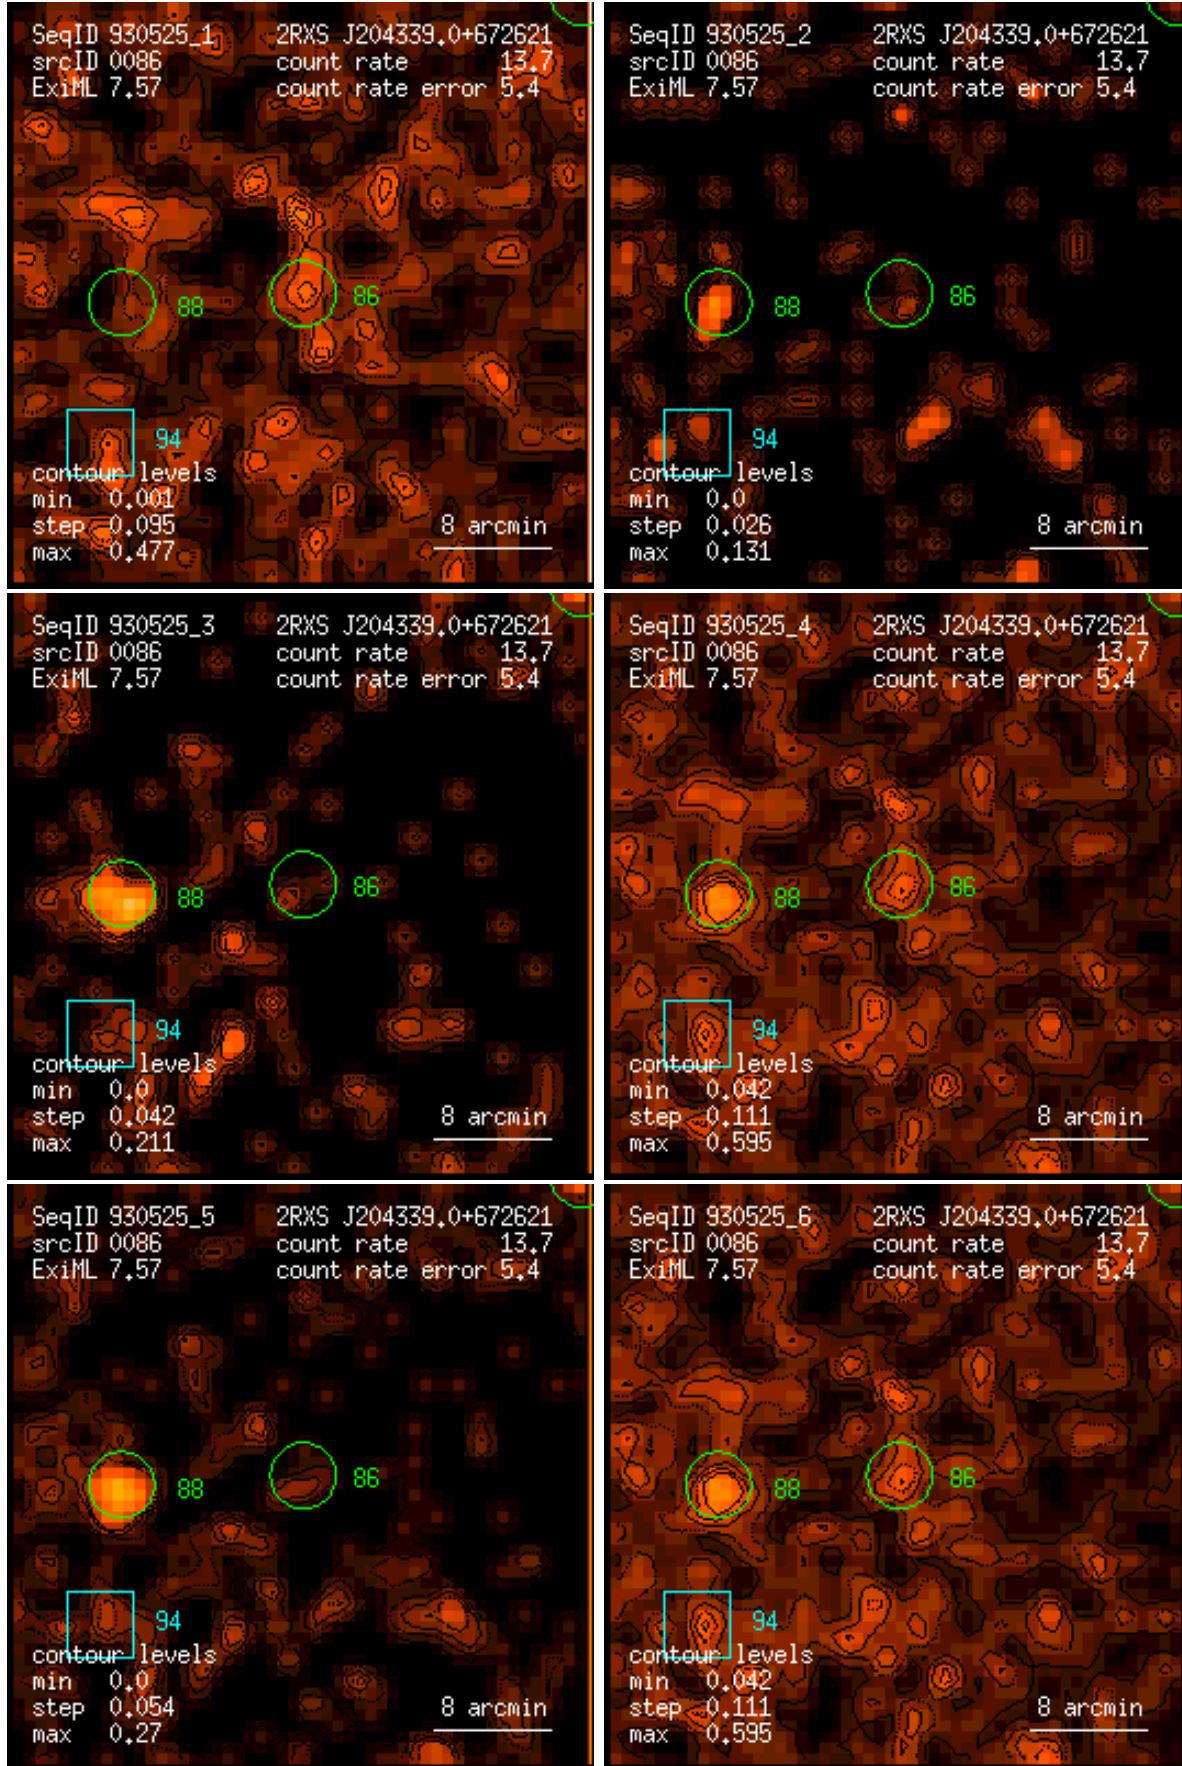 SeqID 930525_1 2RXS J204339.0+672621
srcID 0086 count rate 13.7
ExiML 7.57 count rate error 5.4
88
86
94
contour levels
min 0.001
step 0.095
max 0.477
8 arcmin
SeqID 930525_2 2RXS J204339.0+672621
srcID 0086 count rate 13.7
ExiML 7.57 count rate error 5.4
88
86
94
contour levels
min 0.0
step 0.026
max 0.131
8 arcmin
SeqID 930525_3 2RXS J204339.0+672621
srcID 0086 count rate 13.7
ExiML 7.57 count rate error 5.4
88
86
94
contour levels
min 0.0
step 0.042
max 0.211
8 arcmin
SeqID 930525_4 2RXS J204339.0+672621
srcID 0086 count rate 13.7
ExiML 7.57 count rate error 5.4
88
86
94
contour levels
min 0.042
step 0.111
max 0.595
8 arcmin
SeqID 930525_5 2RXS J204339.0+672621
srcID 0086 count rate 13.7
ExiML 7.57 count rate error 5.4
88
86
94
contour levels
min 0.0
step 0.054
max 0.27
8 arcmin
SeqID 930525_6 2RXS J204339.0+672621
srcID 0086 count rate 13.7
ExiML 7.57 count rate error 5.4
88
86
94
contour levels
min 0.042
step 0.111
max 0.595
8 arcmin